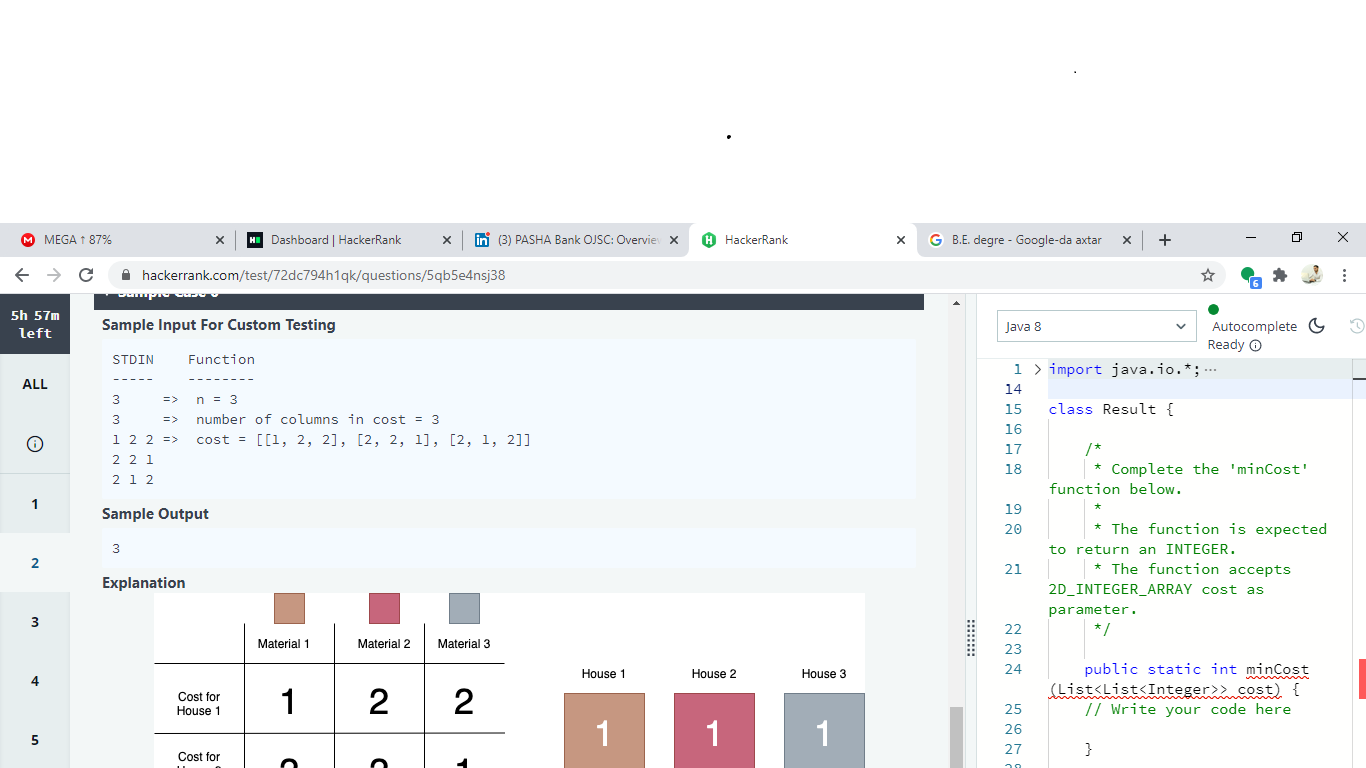 MEGA ↑ 87%
Dashboard | HackerRank
(3) PASHA Bank OJSC: Overvie
HackerRank
B.E. degre - Google-da axtar
hackerrank.com/test/72dc794h1qk/questions/5qb5e4nsj38
6
5h 57m
left
ALL
1
2
3
4
5
Sample Case 0
Sample Input For Custom Testing
STDIN Function
----- --------
3 => n = 3
3 => number of columns in cost = 3
1 2 2 => cost = [[1, 2, 2], [2, 2, 1], [2, 1, 2]]
2 2 1
2 1 2
Sample Output
3
Explanation
Material 1 Material 2 Material 3
Cost for
House 1
1 2 2
Cost for
2 2 1
House 1 House 2 House 3
1 1 1
Java 8
Autocomplete
Ready
1 import java.io.*;
14
15 class Result {
16
17 /*
18 * Complete the 'minCost'
function below.
19 *
20 * The function is expected
to return an INTEGER.
21 * The function accepts
2D_INTEGER_ARRAY cost as
parameter.
22 */
23
24 public static int minCost
(List<List<Integer>> cost) {
25 // Write your code here
26
27 }
28